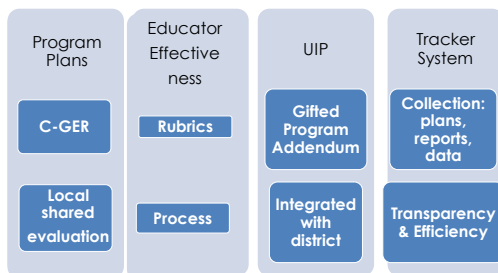 Program
Plans
C-GER
Local
shared
evaluation
Educator
Effective
ness
Rubrics
Process
UIP
Gifted
Program
Addendum
Integrated
with
district
Tracker
System
Collection:
plans,
reports,
data
Transparency
& Efficiency